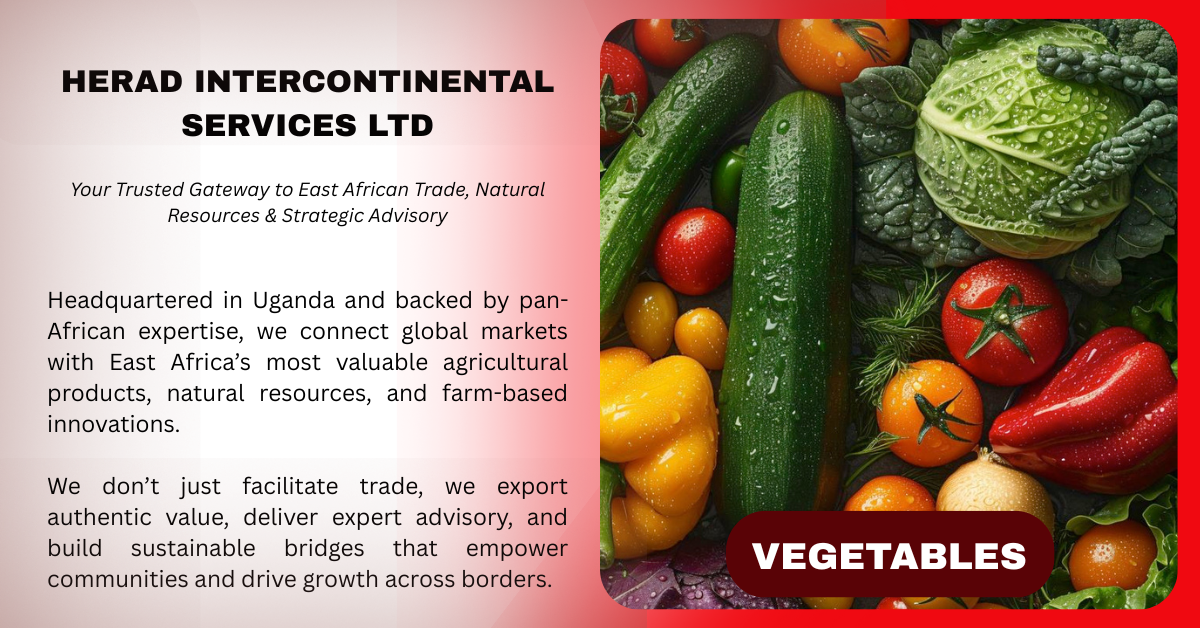 HERAD INTERCONTINENTAL
SERVICES LTD
Your Trusted Gateway to East African Trade, Natural
Resources & Strategic Advisory
Headquartered in Uganda and backed by pan-
African expertise, we connect global markets
with East Africa’s most valuable agricultural
products, natural resources, and farm-based
innovations.
We don’t just facilitate trade, we export
authentic value, deliver expert advisory, and
build sustainable bridges that empower
communities and drive growth across borders.
VEGETABLES